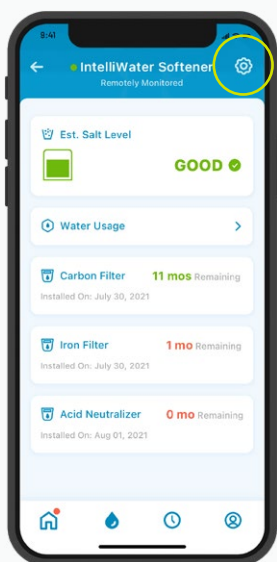 9:41
IntelliWater Softener
Remotely Monitored
Est. Salt Level
GOOD
Water Usage
Carbon Filter 11 mos Remaining
Installed On: July 30, 2021
Iron Filter 1 mo Remaining
Installed On: July 30, 2021
Acid Neutralizer 0 mo Remaining
Installed On: Aug 01, 2021